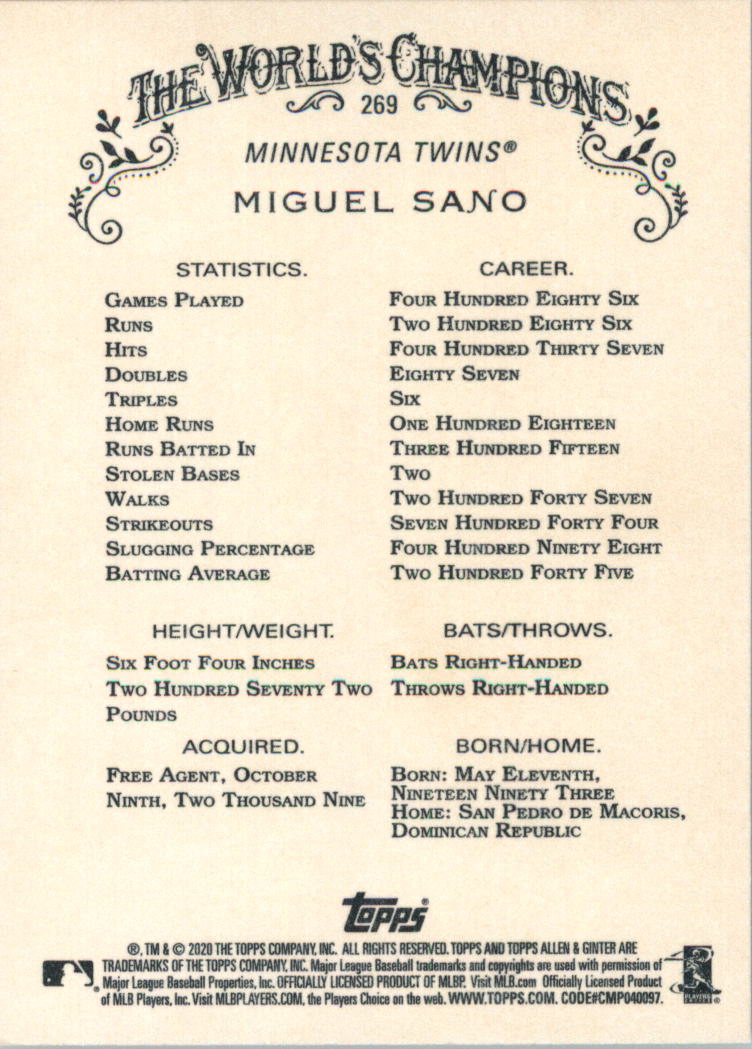 THE WORLD'S CHAMPIONS
269
MINNESOTA TWINS®
MIGUEL SANO
STATISTICS. CAREER.
GAMES PLAYED FOUR HUNDRED EIGHTY SIX
RUNS TWO HUNDRED EIGHTY SIX
HITS FOUR HUNDRED THIRTY SEVEN
DOUBLES EIGHTY SEVEN
TRIPLES SIX
HOME RUNS ONE HUNDRED EIGHTEEN
RUNS BATTED IN THREE HUNDRED FIFTEEN
STOLEN BASES TWO
WALKS TWO HUNDRED FORTY SEVEN
STRIKEOUTS SEVEN HUNDRED FORTY FOUR
SLUGGING PERCENTAGE FOUR HUNDRED NINETY EIGHT
BATTING AVERAGE TWO HUNDRED FORTY FIVE
HEIGHT/WEIGHT.
SIX FOOT FOUR INCHES
TWO HUNDRED SEVENTY TWO
POUNDS
BATS/THROWS.
BATS RIGHT-HANDED
THROWS RIGHT-HANDED
ACQUIRED.
FREE AGENT, OCTOBER
NINTH, TWO THOUSAND NINE
BORN/HOME.
BORN: MAY ELEVENTH,
NINETEEN NINETY THREE
HOME: SAN PEDRO DE MACORIS,
DOMINICAN REPUBLIC
topps®
®, TM & © 2020 THE TOPPS COMPANY, INC. ALL RIGHTS RESERVED. TOPPS AND TOPPS ALLEN & GINTER ARE
TRADEMARKS OF THE TOPPS COMPANY, INC. Major League Baseball trademarks and copyrights are used with permission of
Major League Baseball Properties, Inc. OFFICIALLY LICENSED PRODUCT OF MLBP. Visit MLB.com Officially Licensed Product
of MLB Players, Inc. Visit MLBPLAYERS.COM, the Players Choice on the web. WWW.TOPPS.COM. CODE#CMP040097.
PLAYERS CHOICE